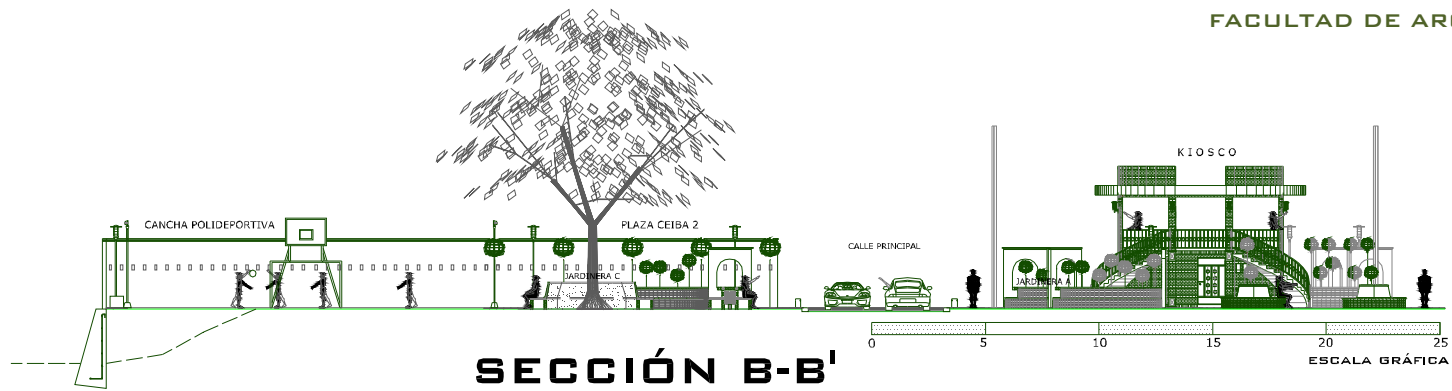 FACULTAD DE AR
KIOSCO
CANCHA POLIDEPORTIVA
PLAZA CEIBA 2
CALLE PRINCIPAL
JARDINERA C
JARDINERA A
0 5 10 15 20 25
ESCALA GRÁFICA
SECCIÓN B-B'